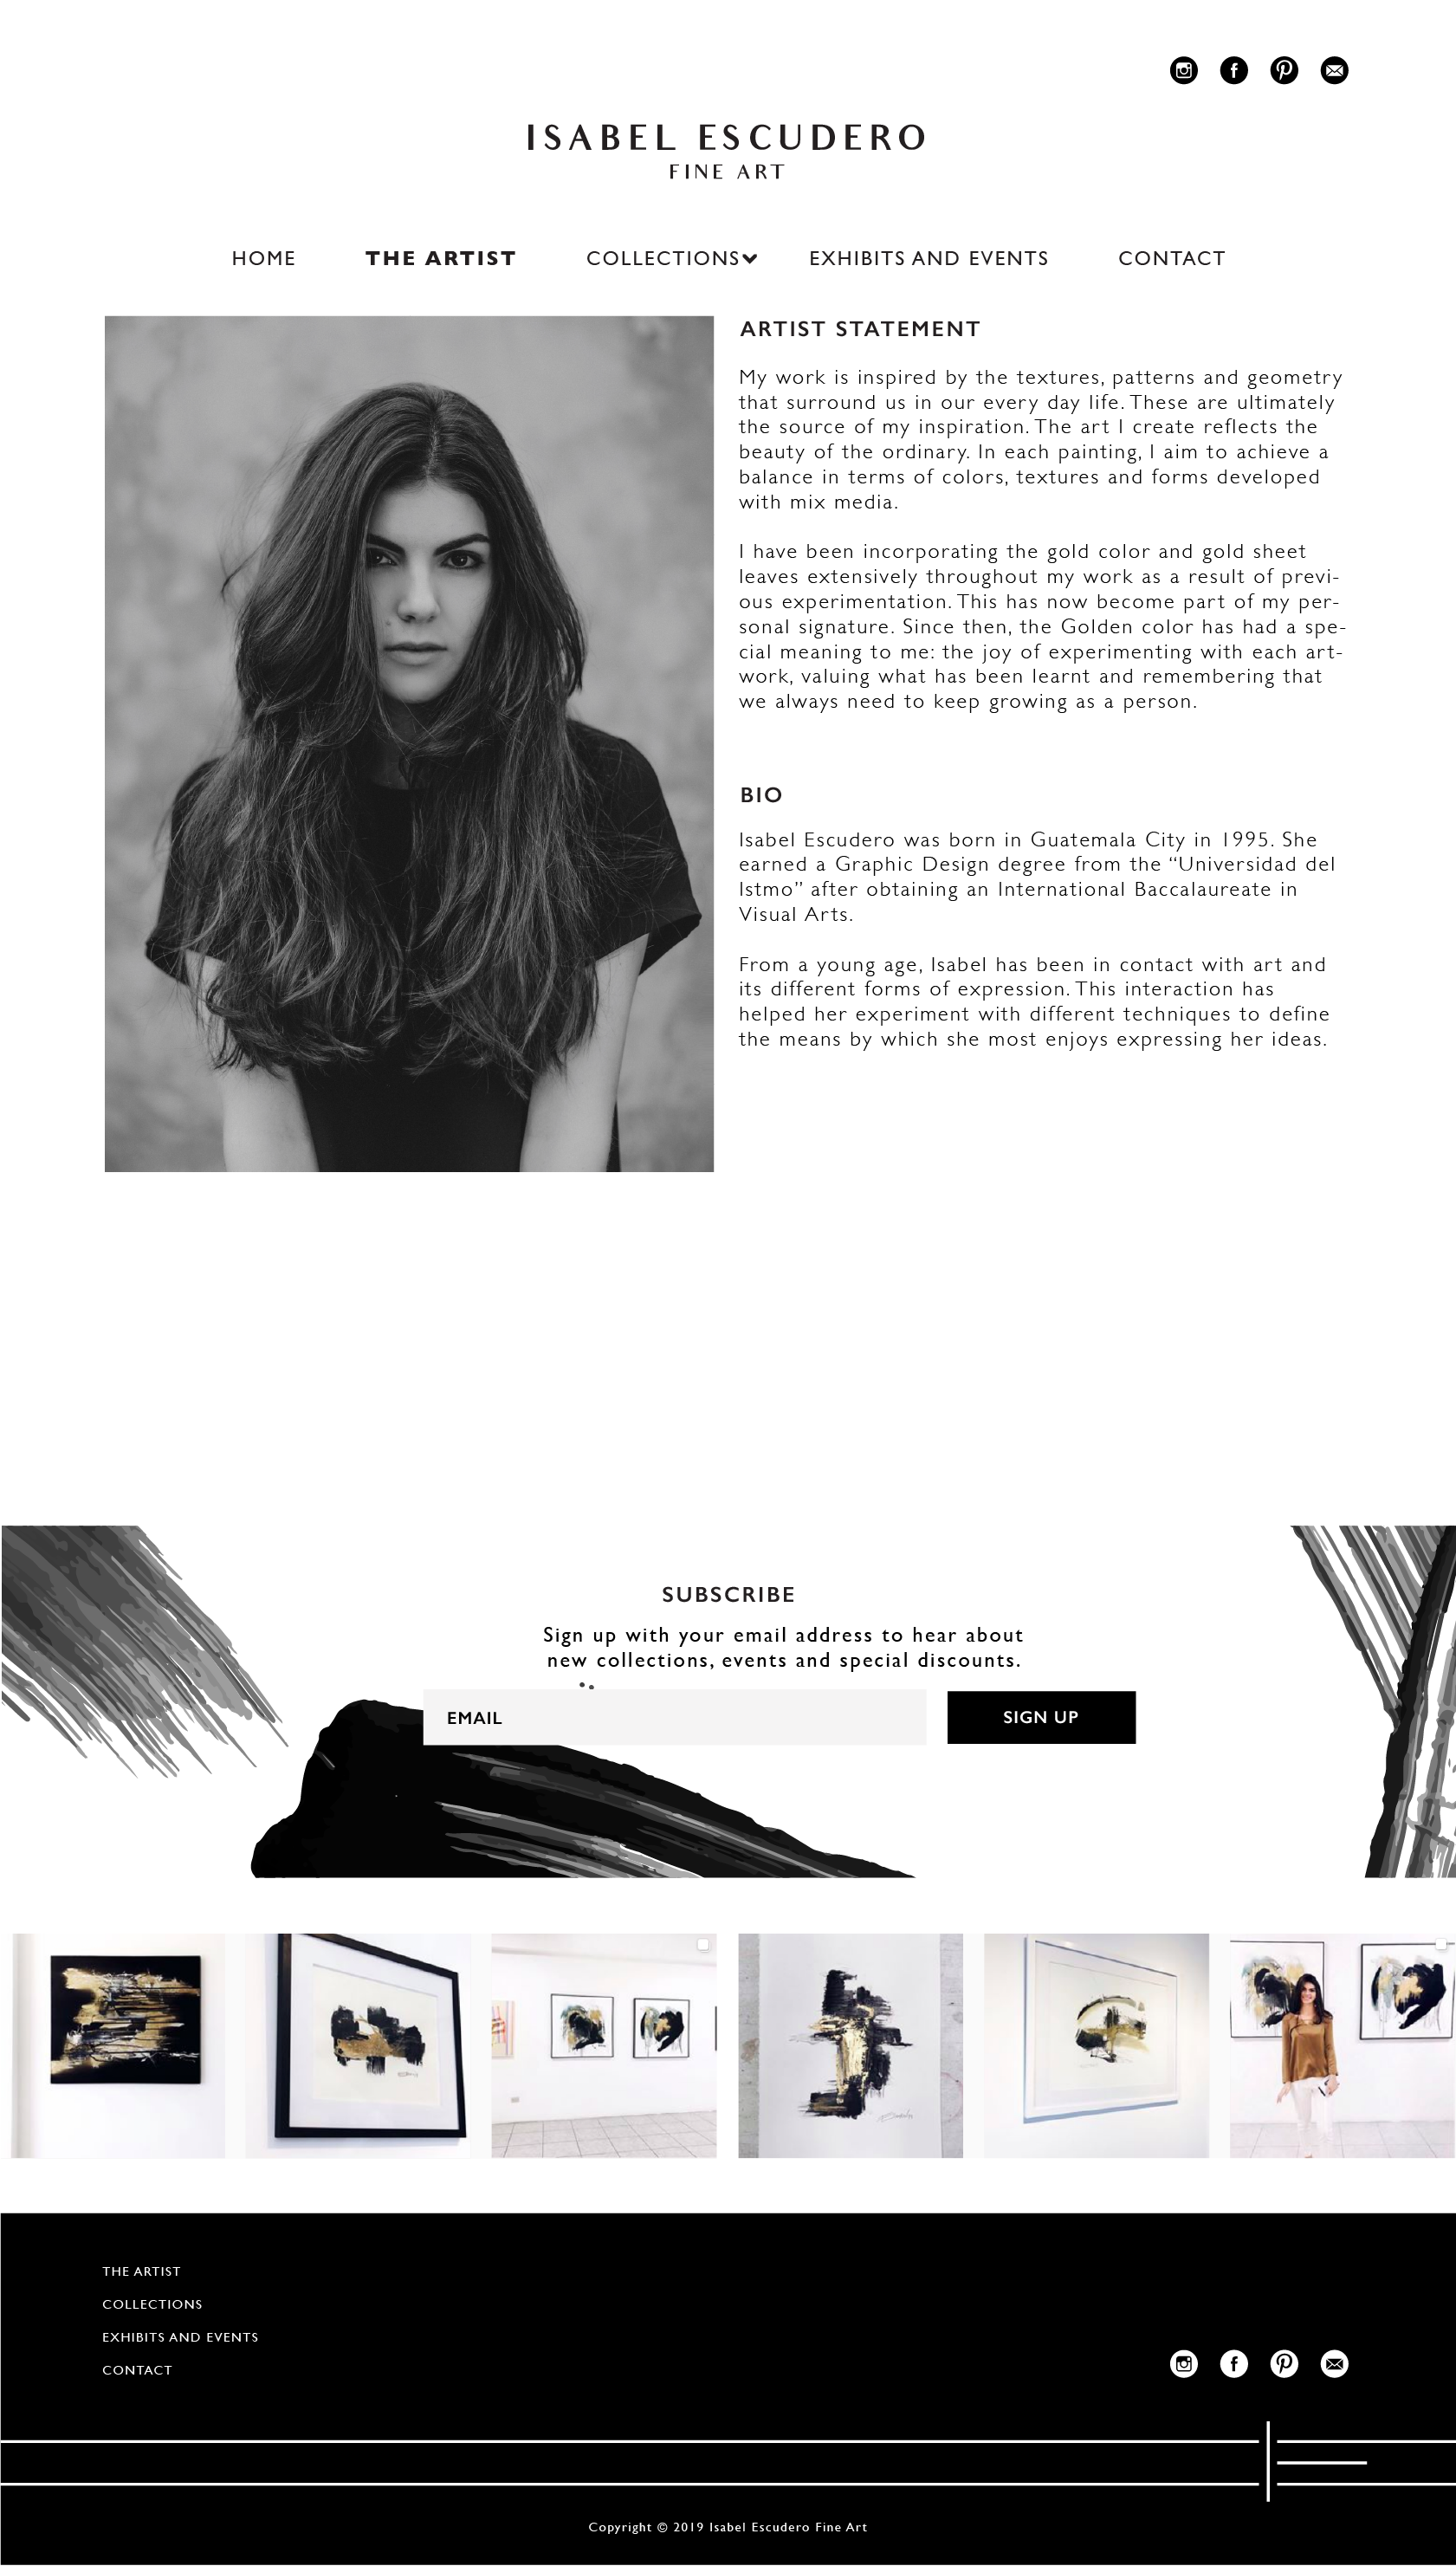 ISABEL ESCUDERO
FINE ART
HOME THE ARTIST COLLECTIONS EXHIBITS AND EVENTS CONTACT
ARTIST STATEMENT
My work is inspired by the textures, patterns and geometry
that surround us in our every day life. These are ultimately
the source of my inspiration. The art I create reflects the
beauty of the ordinary. In each painting, I aim to achieve a
balance in terms of colors, textures and forms developed
with mix media.
I have been incorporating the gold color and gold sheet
leaves extensively throughout my work as a result of previ-
ous experimentation. This has now become part of my per-
sonal signature. Since then, the Golden color has had a spe-
cial meaning to me: the joy of experimenting with each art-
work, valuing what has been learnt and remembering that
we always need to keep growing as a person.
BIO
Isabel Escudero was born in Guatemala City in 1995. She
earned a Graphic Design degree from the “Universidad del
Istmo” after obtaining an International Baccalaureate in
Visual Arts.
From a young age, Isabel has been in contact with art and
its different forms of expression. This interaction has
helped her experiment with different techniques to define
the means by which she most enjoys expressing her ideas.
SUBSCRIBE
Sign up with your email address to hear about
new collections, events and special discounts.
EMAIL
SIGN UP
THE ARTIST
COLLECTIONS
EXHIBITS AND EVENTS
CONTACT
Copyright © 2019 Isabel Escudero Fine Art